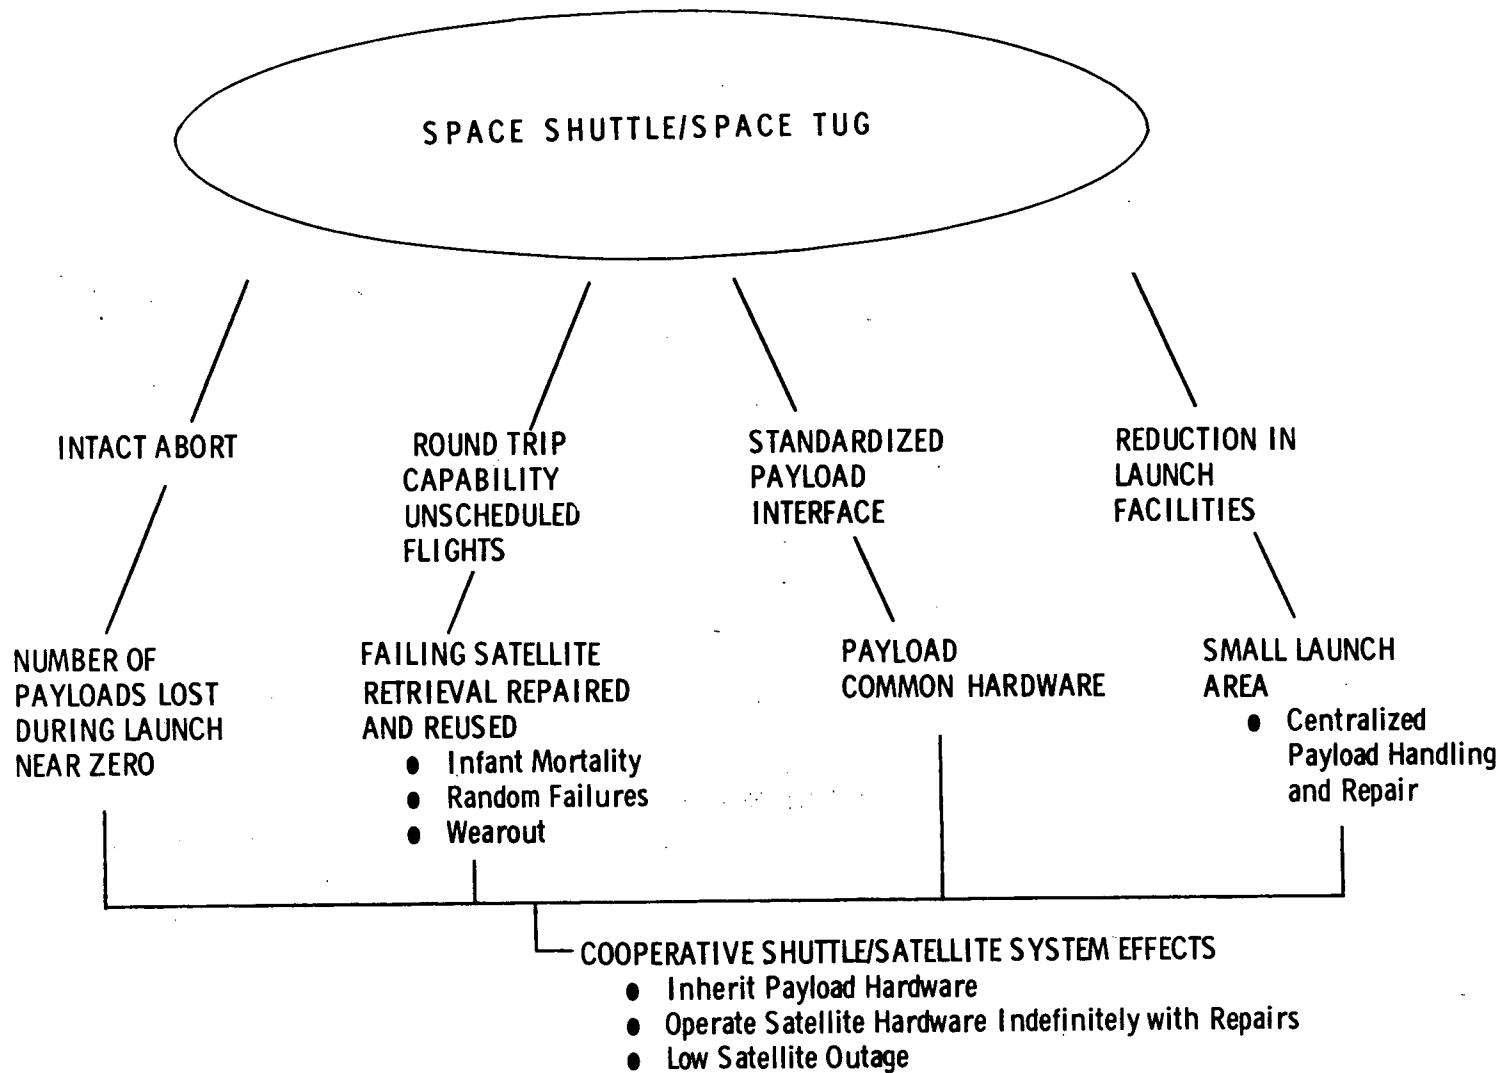 SPACE SHUTTLE/SPACE TUG
INTACT ABORT
ROUND TRIP
CAPABILITY
UNSCHEDULED
FLIGHTS
STANDARDIZED
PAYLOAD
INTERFACE
REDUCTION IN
LAUNCH
FACILITIES
NUMBER OF
PAYLOADS LOST
DURING LAUNCH
NEAR ZERO
FAILING SATELLITE
RETRIEVAL REPAIRED
AND REUSED
● Infant Mortality
● Random Failures
● Wearout
PAYLOAD
COMMON HARDWARE
SMALL LAUNCH
AREA
● Centralized
Payload Handling
and Repair
COOPERATIVE SHUTTLE/SATELLITE SYSTEM EFFECTS
● Inherit Payload Hardware
● Operate Satellite Hardware Indefinitely with Repairs
● Low Satellite Outage